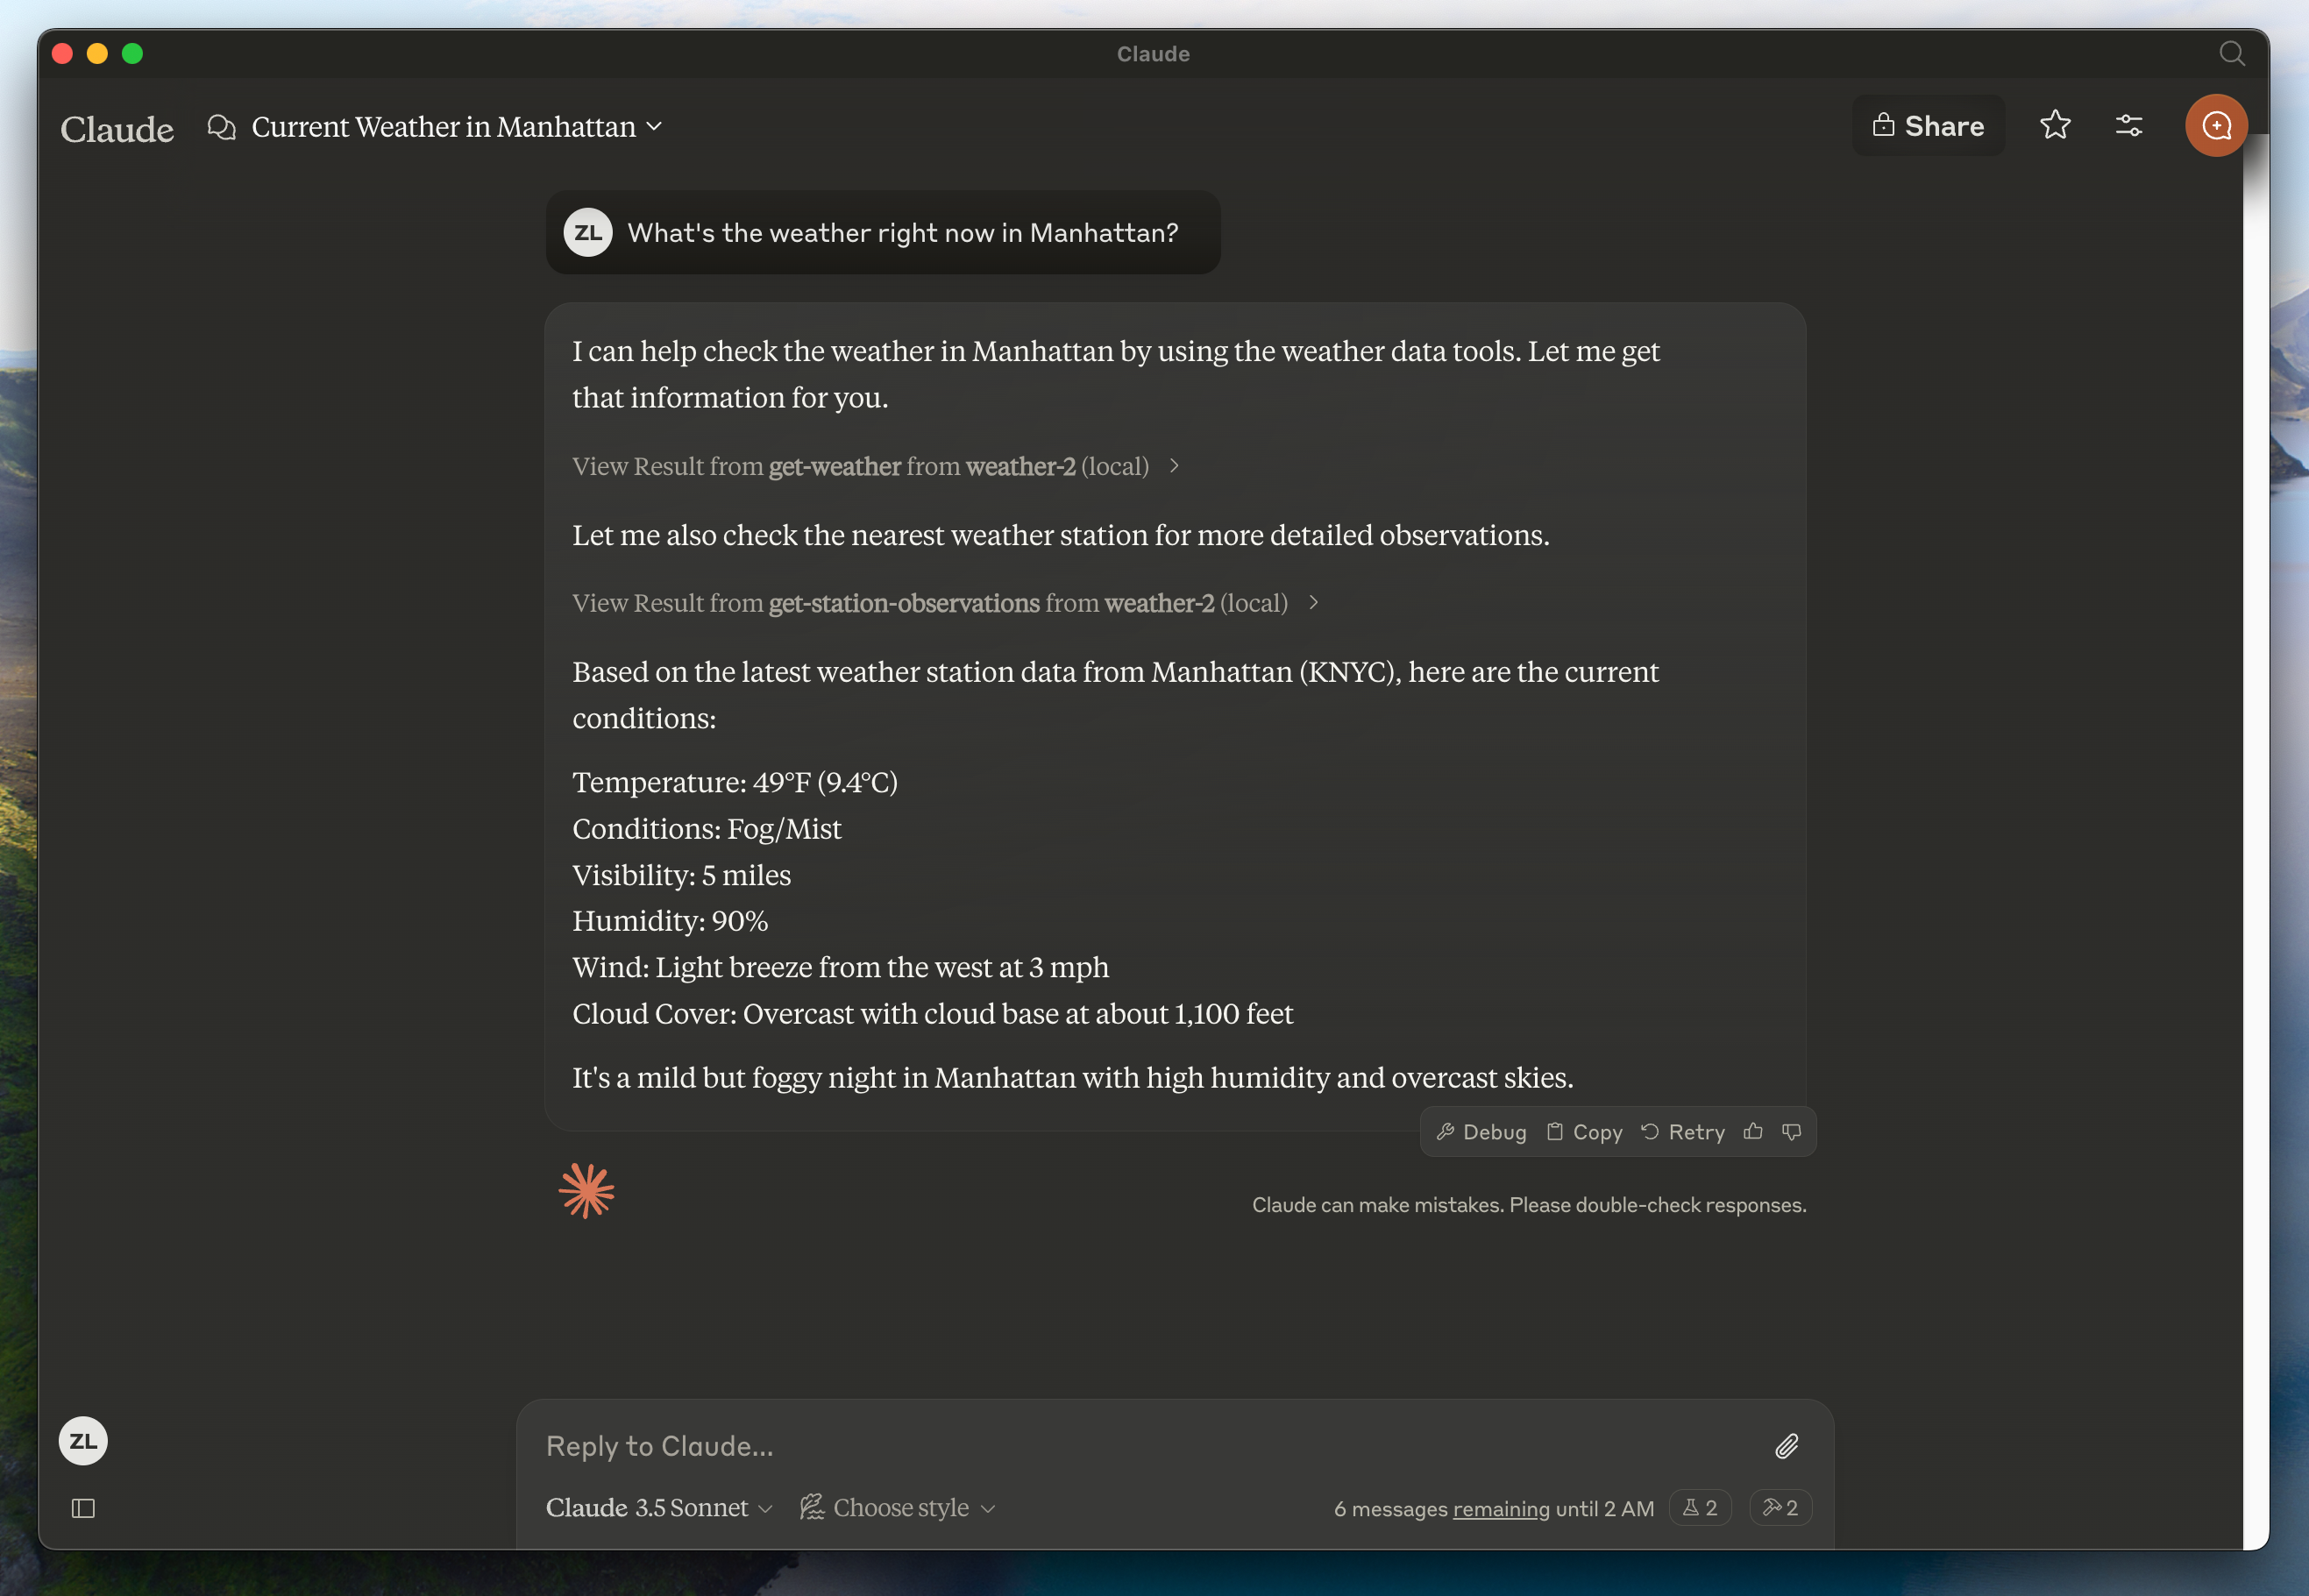 Claude
Claude
Current Weather in Manhattan
Share
ZL
What's the weather right now in Manhattan?
I can help check the weather in Manhattan by using the weather data tools. Let me get
that information for you.
View Result from get-weather from weather-2 (local)
Let me also check the nearest weather station for more detailed observations.
View Result from get-station-observations from weather-2 (local)
Based on the latest weather station data from Manhattan (KNYC), here are the current
conditions:
Temperature: 49°F (9.4°C)
Conditions: Fog/Mist
Visibility: 5 miles
Humidity: 90%
Wind: Light breeze from the west at 3 mph
Cloud Cover: Overcast with cloud base at about 1,100 feet
It's a mild but foggy night in Manhattan with high humidity and overcast skies.
Debug Copy Retry
Claude can make mistakes. Please double-check responses.
ZL
Reply to Claude...
Claude 3.5 Sonnet Choose style 6 messages remaining until 2 AM 2 2